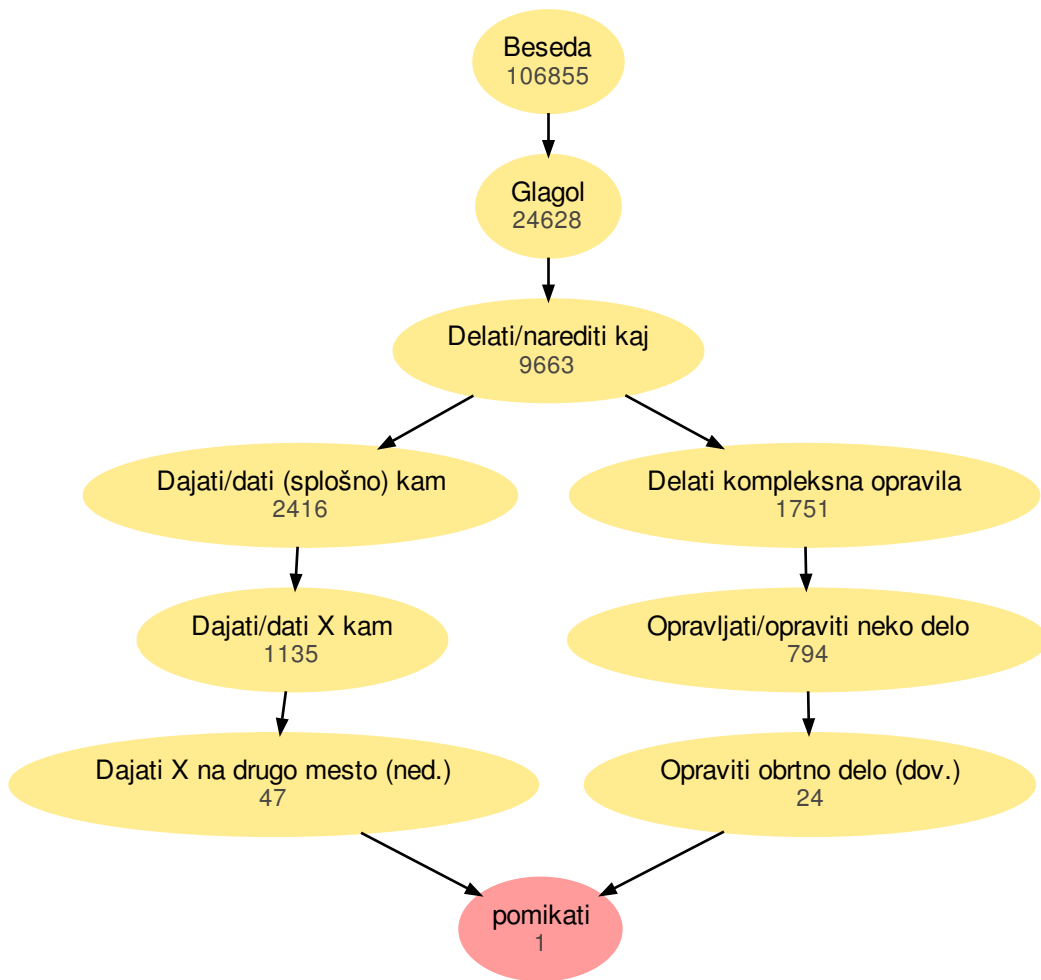 Beseda
106855
Glagol
24628
Delati/narediti kaj
9663
Dajati/dati (splošno) kam
2416
Delati kompleksna opravila
1751
Dajati/dati X kam
1135
Opravljati/opraviti neko delo
794
Dajati X na drugo mesto (ned.)
47
Opraviti obrtno delo (dov.)
24
pomikati
1